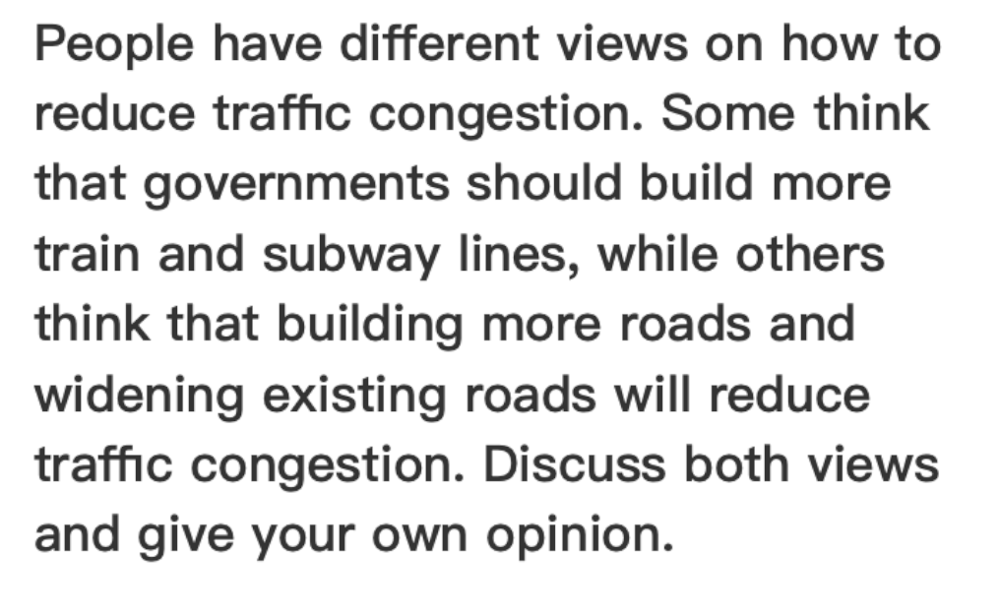 People have different views on how to
reduce traffic congestion. Some think
that governments should build more
train and subway lines, while others
think that building more roads and
widening existing roads will reduce
traffic congestion. Discuss both views
and give your own opinion.